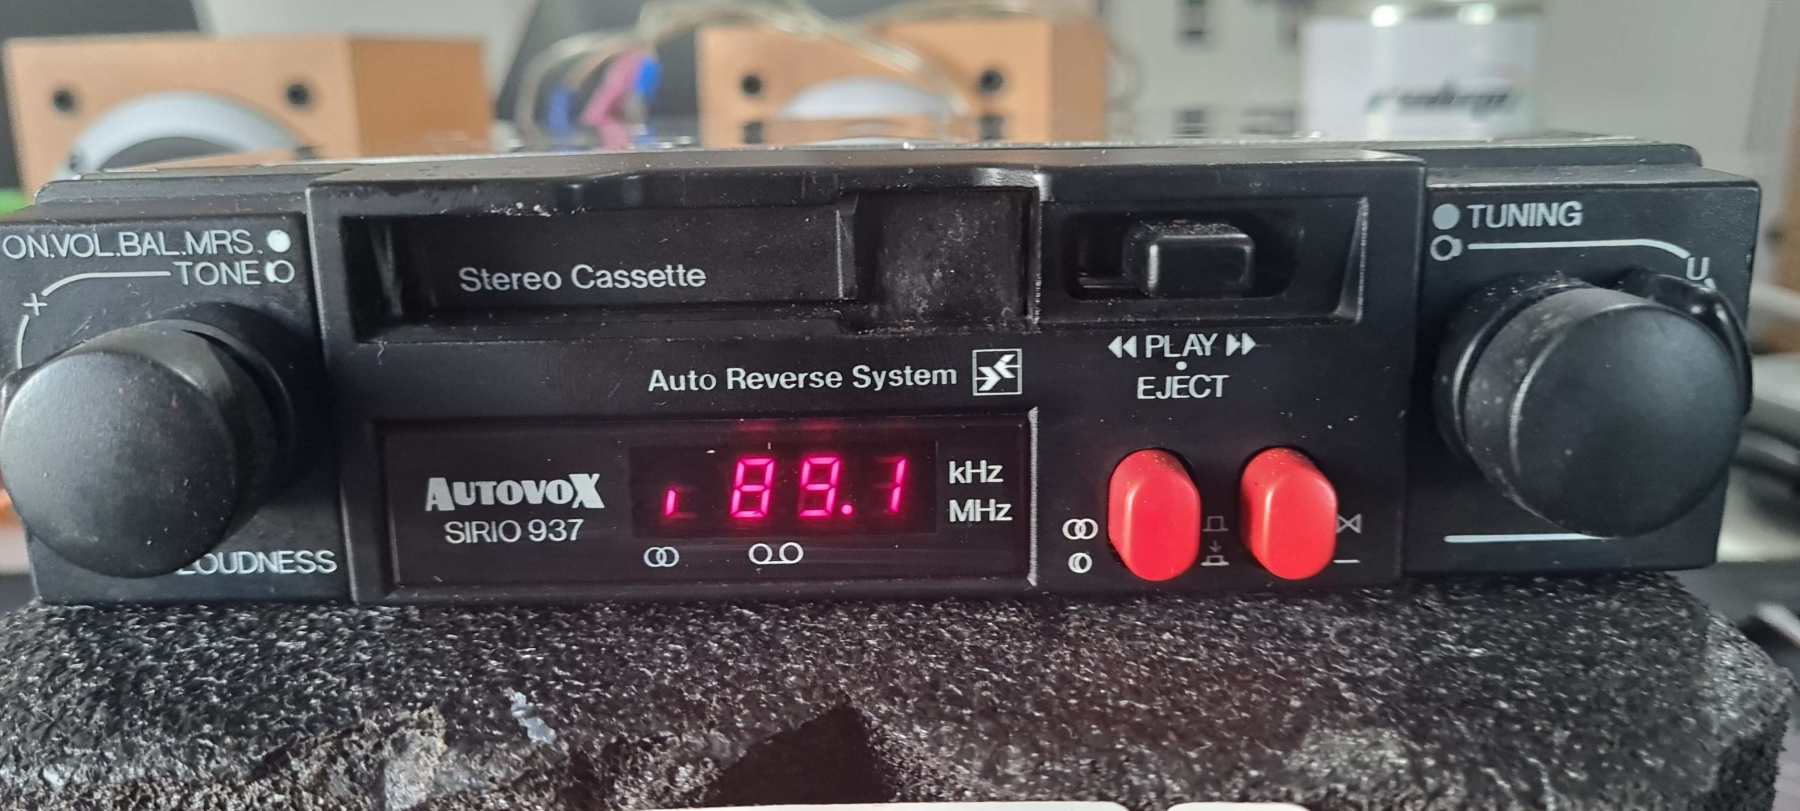 ON.VOL.BAL.MRS.
TONE
+
LOUDNESS
Stereo Cassette
Auto Reverse System
AUTOVOX
SIRIO 937
89.1
kHz
MHz
PLAY
EJECT
TUNING
U